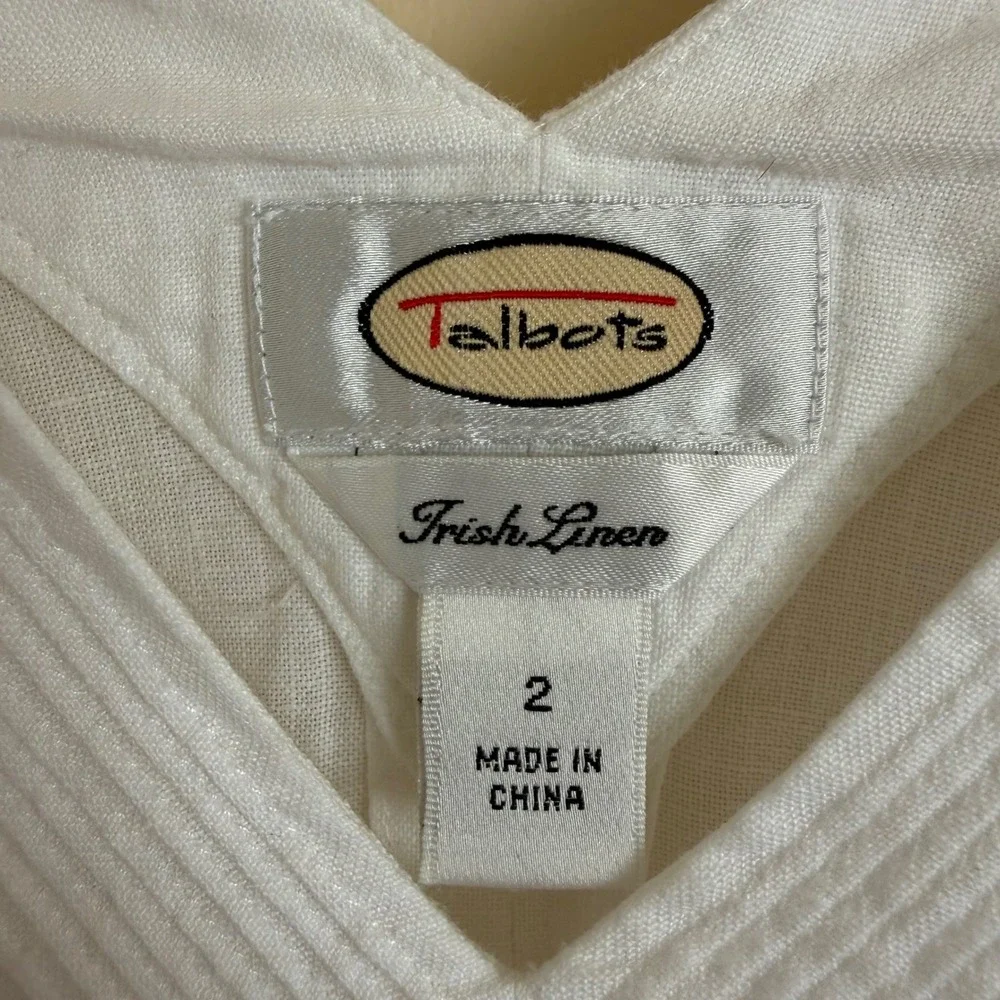 Talbots
Irish Linen
2
MADE IN
CHINA